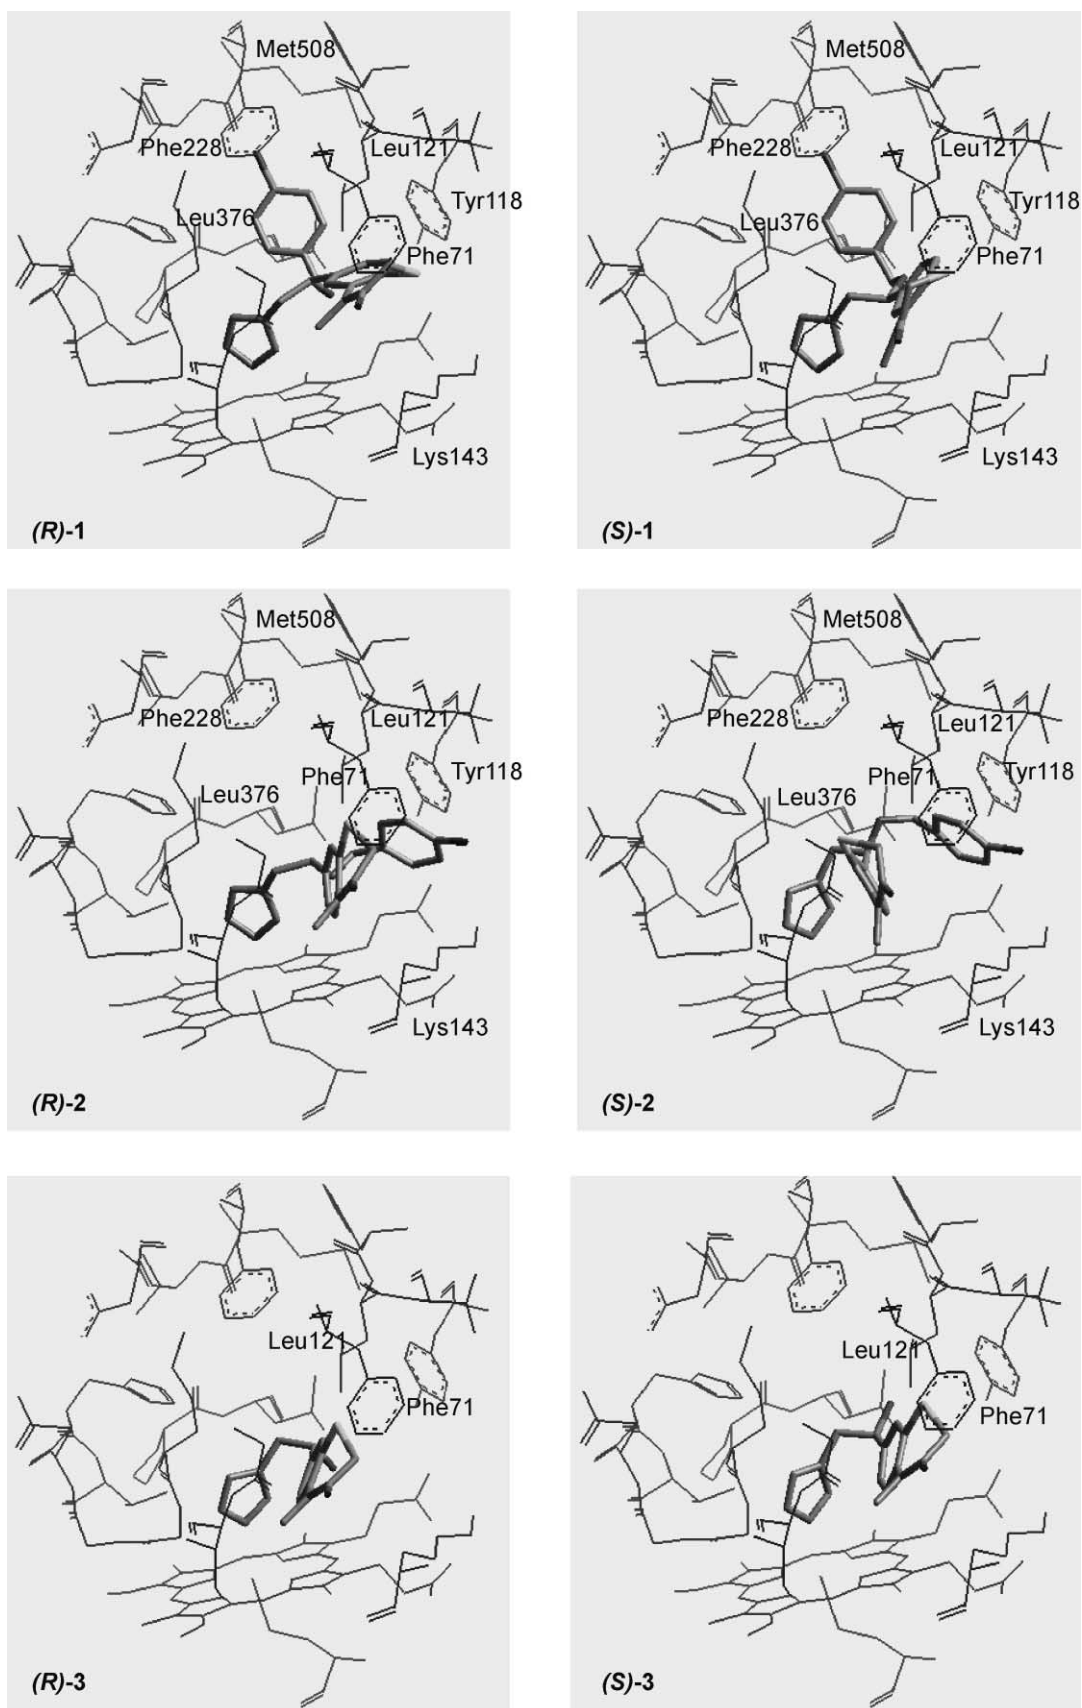 Met508
Phe228
Leu121
Tyr118
Leu376
Phe71
Lys143
(R)-1
Met508
Phe228
Leu121
Tyr118
Leu376
Phe71
Lys143
(S)-1
Met508
Phe228
Leu121
Phe71
Tyr118
Leu376
Lys143
(R)-2
Met508
Phe228
Leu121
Phe71
Tyr118
Leu376
Lys143
(S)-2
Leu121
Phe71
(R)-3
Leu121
Phe71
(S)-3